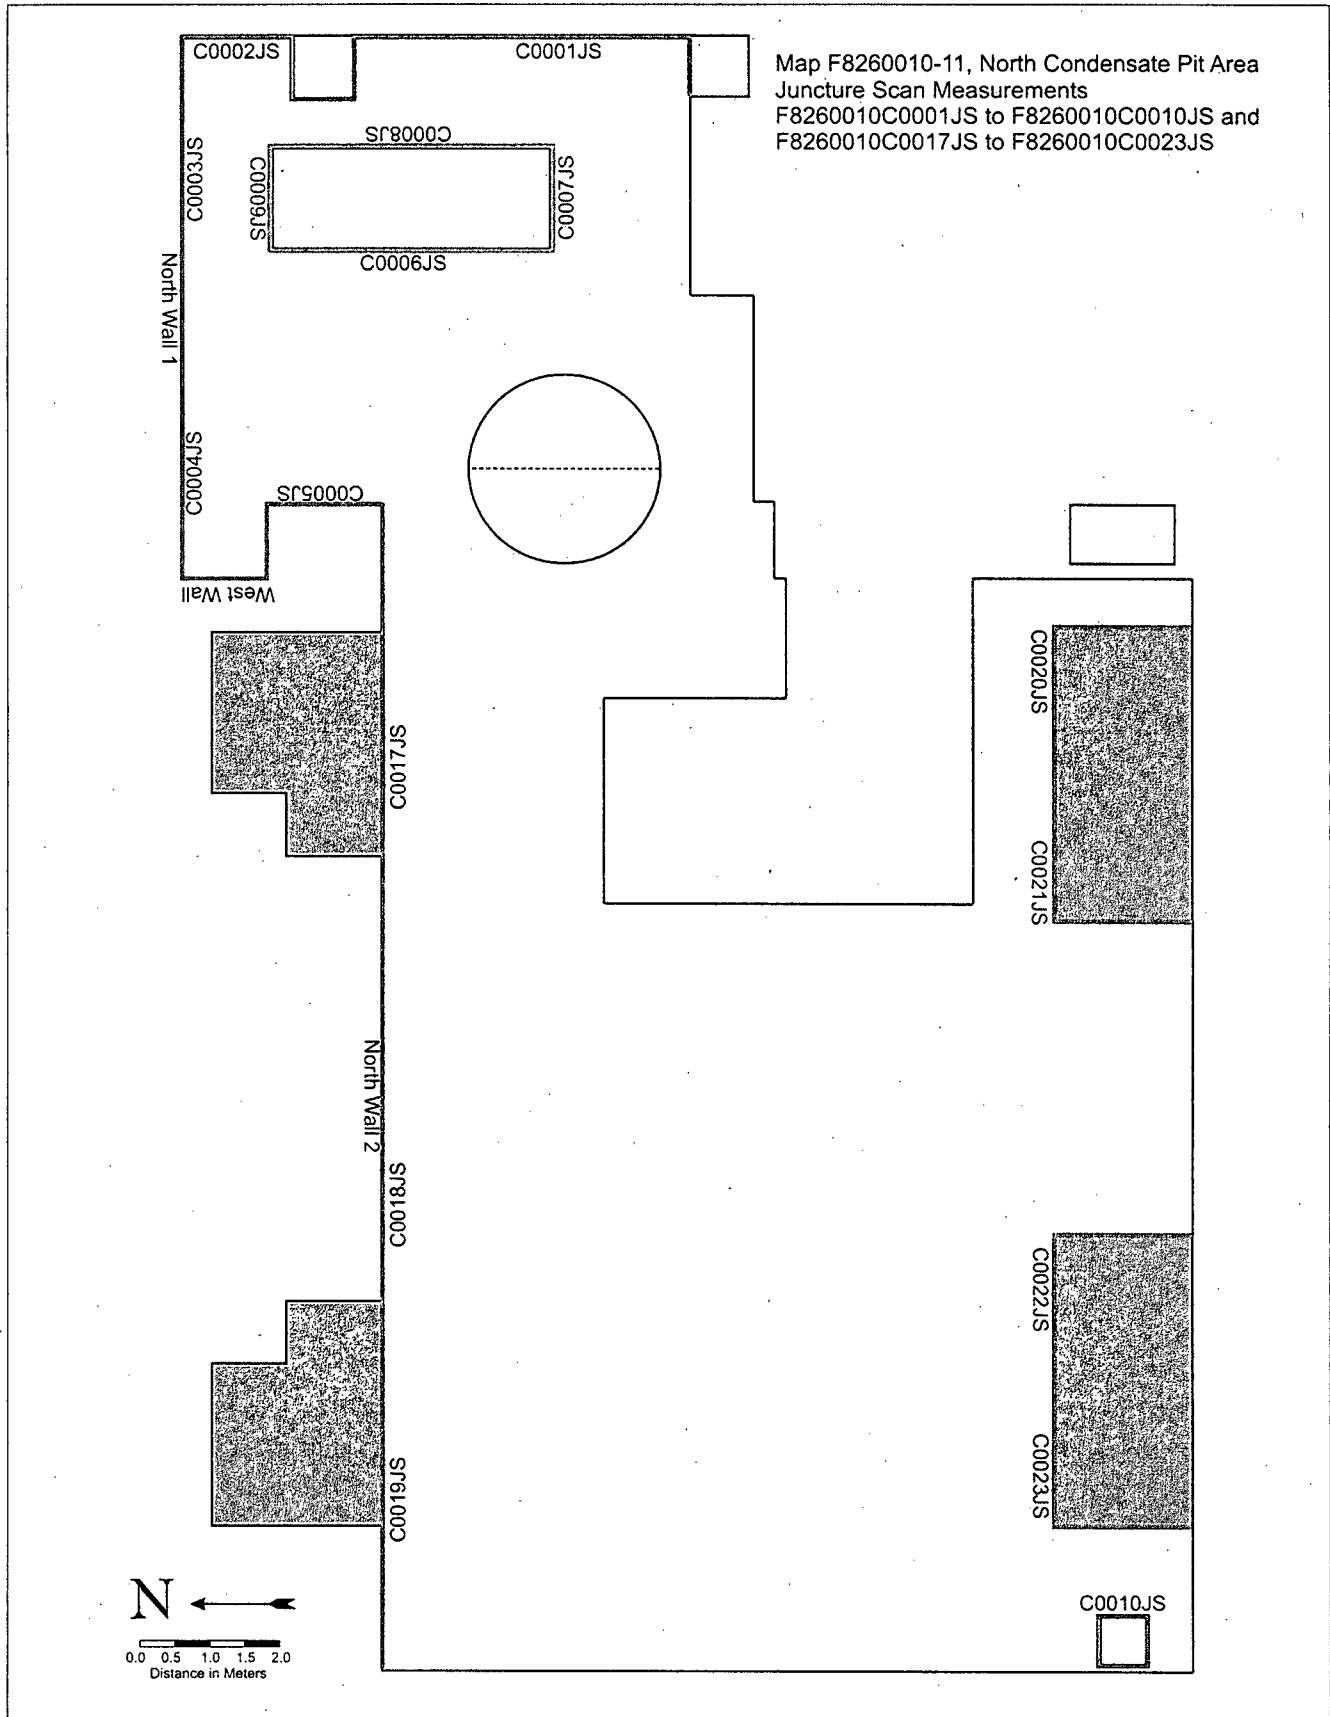 Map F8260010-11, North Condensate Pit Area
Juncture Scan Measurements
F8260010C0001JS to F8260010C0010JS and
F8260010C0017JS to F8260010C0023JS
C0002JS
C0001JS
C0003JS
C0008JS
C0009JS
C0007JS
C0006JS
North Wall 1
C0004JS
C0005JS
West Wall
C0017JS
C0020JS
C0021JS
North Wall 2
C0018JS
C0022JS
C0019JS
C0023JS
C0010JS
N
0.0 0.5 1.0 1.5 2.0
Distance in Meters